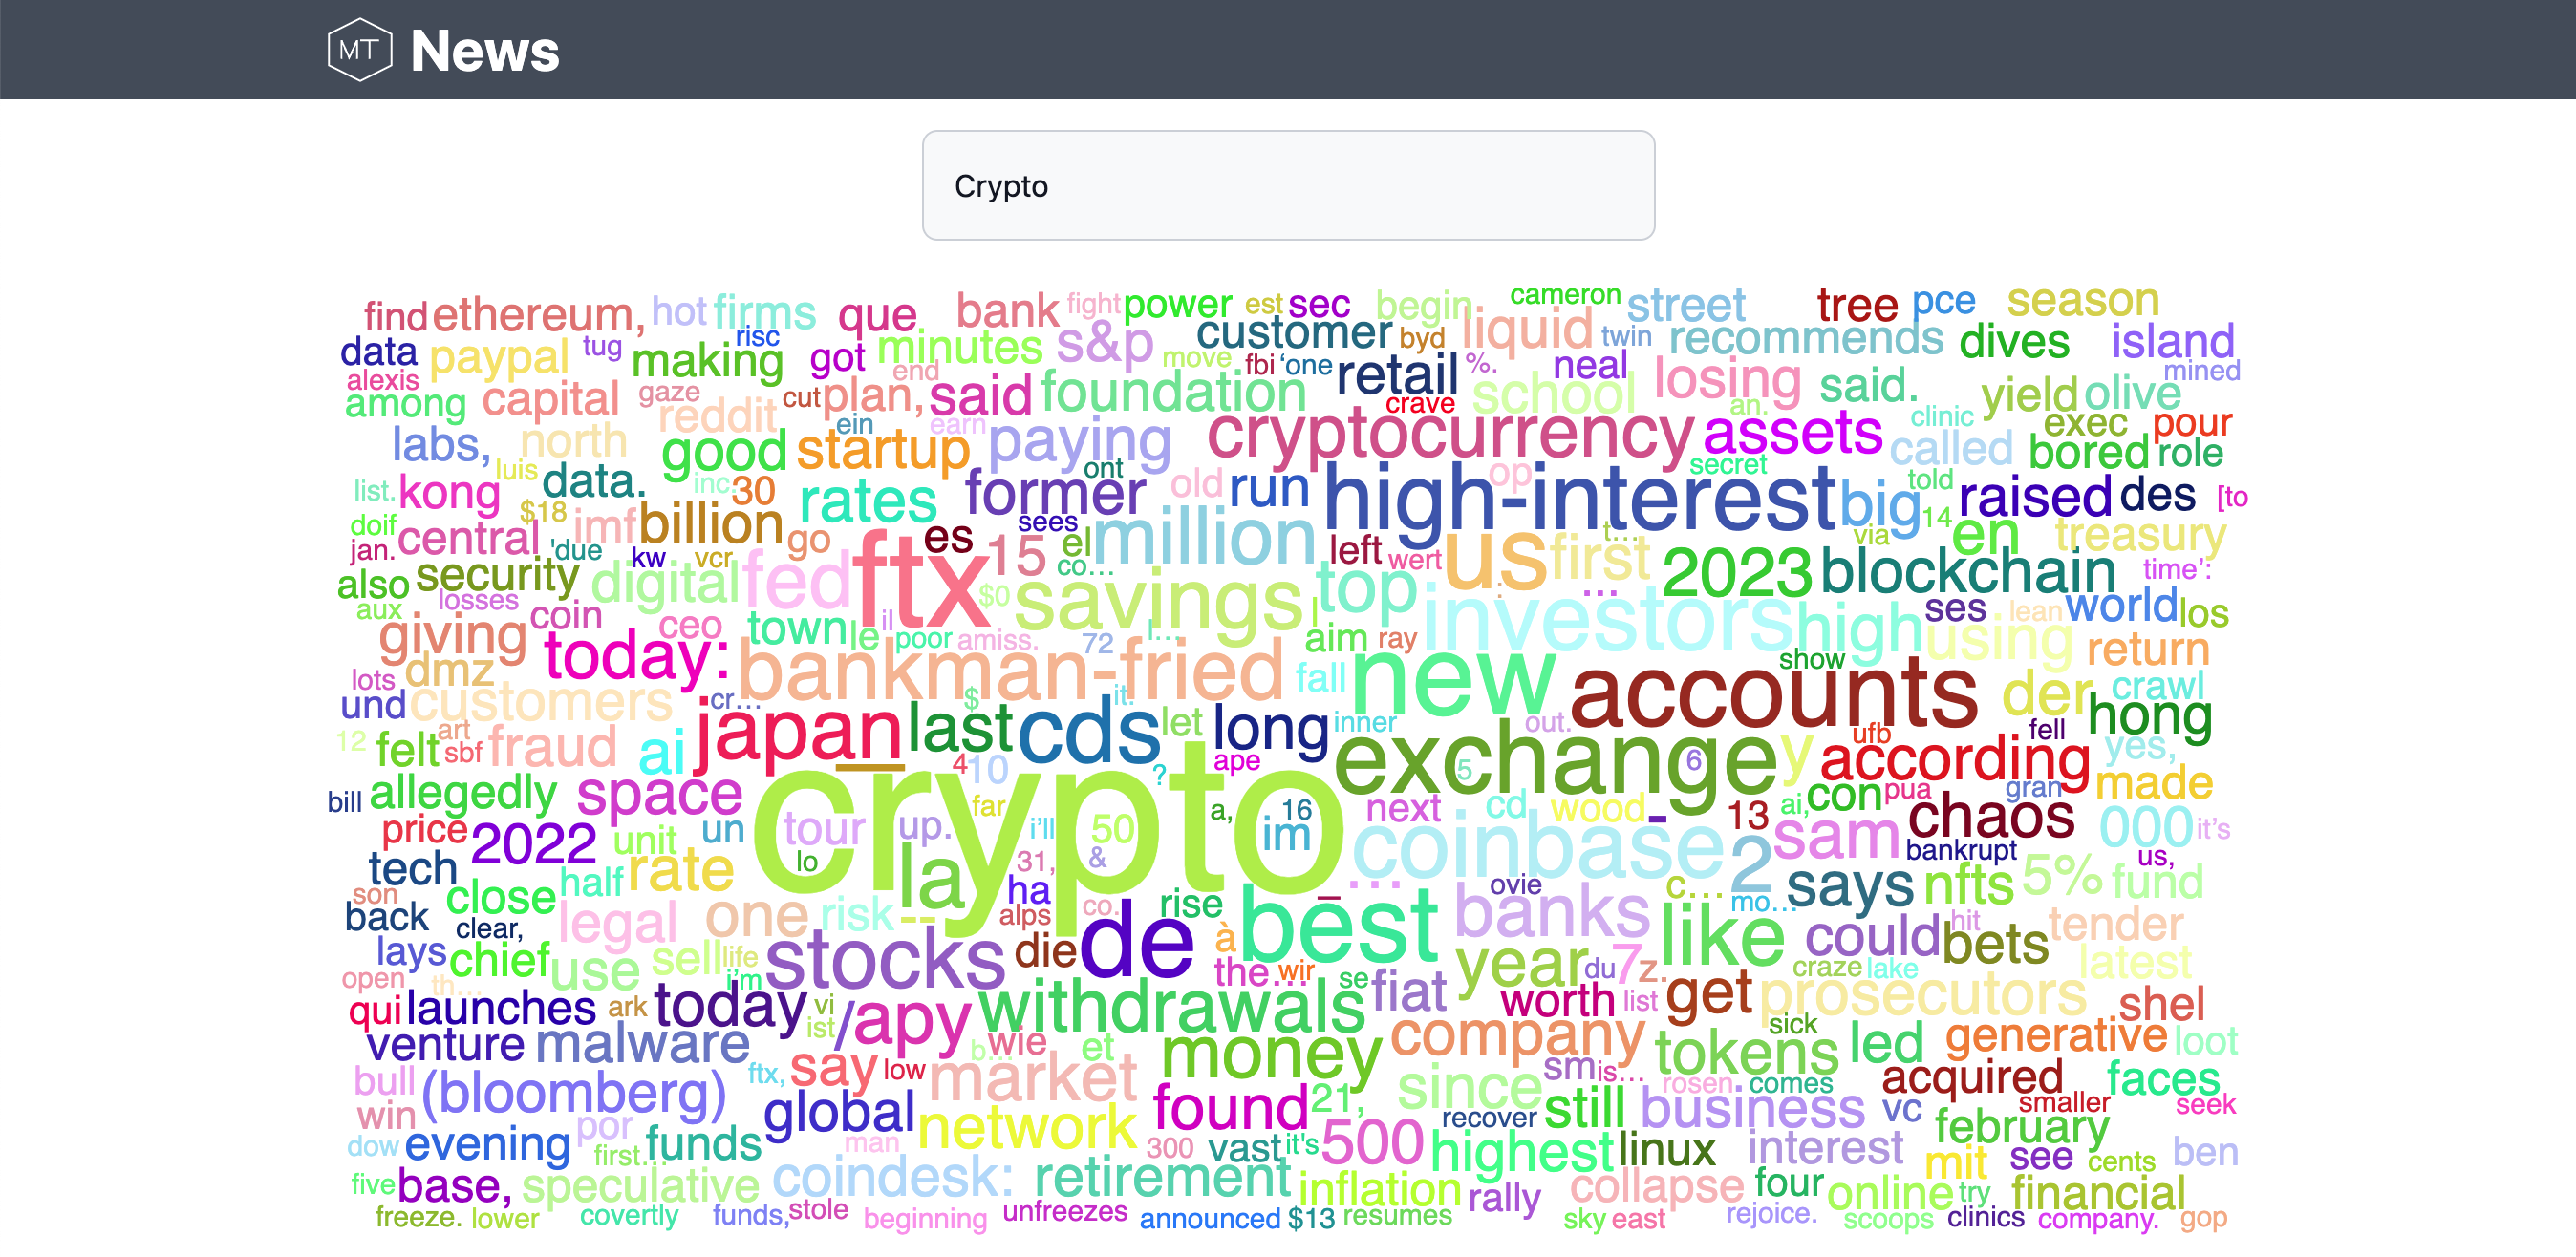 MT News
Crypto
find ethereum, hot firms que. bank fight power est sec begin cameron street tree pce season
data paypal tug making risc got minutes s&p move customer byd liquid twin recommends dives island
alexis gaze end fbi ‘one retail %. neal losing said. mined
among capital reddit cut plan, said foundation crave school an. clinic yield olive
labs, north good ein startup earn paying cryptocurrency assets called exec pour
luis data. ont old run secret bored role
list. kong inc. 30 rates former high-interest op big told raised des [to
doif $18 imf billion go es sees million t… 14 en treasury
jan. central 'due kw vcr ftx 15 el left wert us first via
also security digital fed co… top 2023 blockchain time’:
aux losses coin $0 savings l . … investors high ses lean world los
giving ceo town le il poor amiss. 72 l… aim ray using return
today: bankman-fried fall new show accounts der crawl
lots dmz
und customers cr… $ it. hong
art japan last cds let long inner out. ufb fell
12 felt sbf fraud ai 4 10 ? ape exchange 5 6 y according yes,
bill allegedly space crypto far a, 16 next cd wood - 13 ai, con pua gran made
price 2022 unit un tour up. i’ll 50 im coinbase 2 sam chaos 000 it’s
tech half rate lo la 31, & … bankrupt us,
son close ha ovie c… says nfts 5% fund
back clear, legal one risk -- alps co. rise best – banks mo… like hit tender
lays chief use sell life stocks die de à year du 7 z. could bets latest
open th… i’m the… wir se craze lake
qui launches ark today vi / apy withdrawals fiat worth list get prosecutors shel
ist
venture malware b… wie et money company sick tokens led generative loot
bull (bloomberg) ftx, say low market since sm is… rosen comes acquired faces
win global network found 21, recover still business vc smaller seek
por february
dow evening first… funds man 300 vast it's 500 highest linux interest mit see cents ben
five base, speculative coindesk: retirement inflation rally collapse four online try financial
freeze. lower covertly funds, stole beginning unfreezes announced $13 resumes sky east rejoice. scoops clinics company. gop